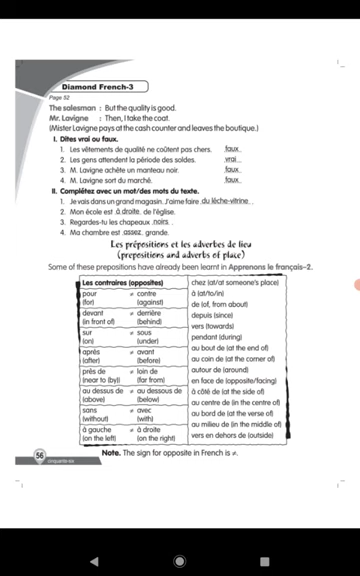 Diamond French-3
Page 52
The salesman : But the quality is good.
Mr. Lavigne : Then, I take the coat.
(Mister Lavigne pays at the cash counter and leaves the boutique.)
I. Dites vrai ou faux.
1. Les vêtements de qualité ne coûtent pas chers. faux
2. Les gens attendent la période des soldes. vrai
3. M. Lavigne achète un manteau noir. faux
4. M. Lavigne sort du marché. faux
II. Complétez avec un mot/des mots du texte.
1. Je vais dans un grand magasin. J'aime faire du lèche-vitrine.
2. Mon école est à droite de l'église.
3. Regardes-tu les chapeaux noirs.
4. Ma chambre est assez grande.
Les prépositions et les adverbes de lieu
(prepositions and adverbs of place)
Some of these prepositions have already been learnt in Apprenons le français–2.
Les contraires (opposites)
pour ≠ contre
(for) (against)
devant ≠ derrière
(in front of) (behind)
sur ≠ sous
(on) (under)
après ≠ avant
(after) (before)
près de ≠ loin de
(near to (by)) (far from)
au dessus de ≠ au dessous de
(above) (below)
sans ≠ avec
(without) (with)
à gauche ≠ à droite
(on the left) (on the right)
chez (at/at someone's place)
à (at/to/in)
de (of, from about)
depuis (since)
vers (towards)
pendant (during)
au bout de (at the end of)
au coin de (at the corner of)
autour de (around)
en face de (opposite/facing)
à côté de (at the side of)
au centre de (in the centre of)
au bord de (at the verse of)
au milieu de (in the middle of)
vers en dehors de (outside)
Note. The sign for opposite in French is ≠.
56
cinquante-six